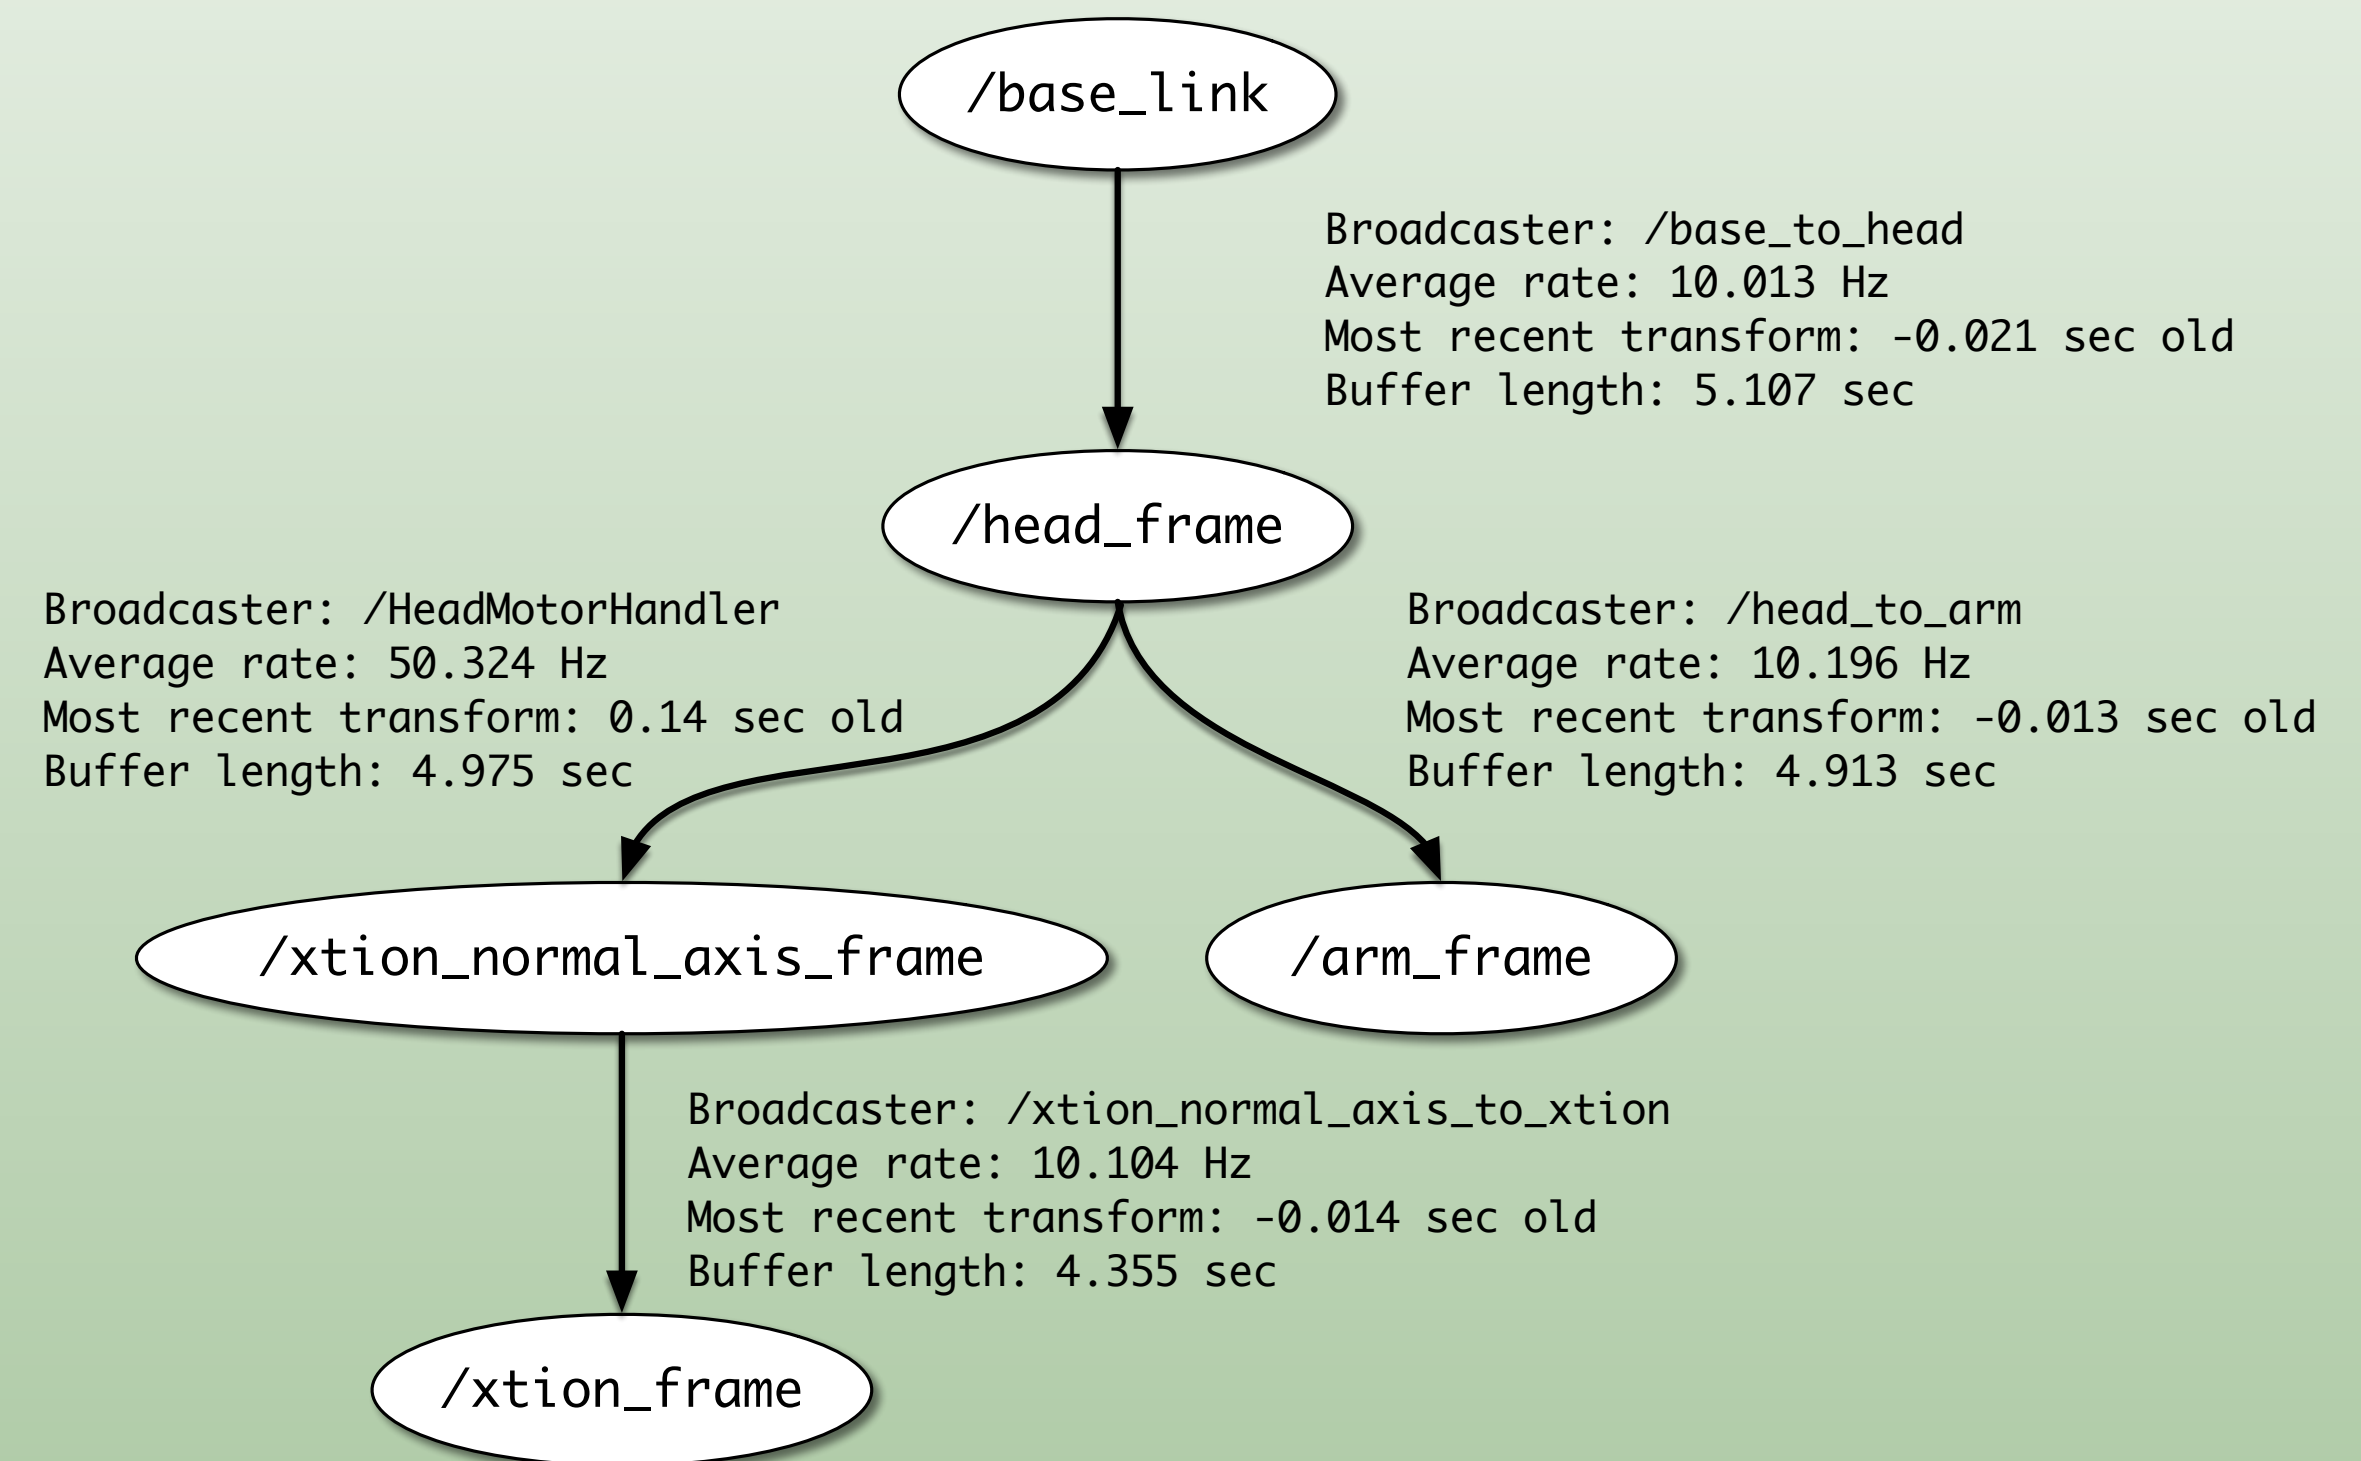 /base_link
Broadcaster: /base_to_head
Average rate: 10.013 Hz
Most recent transform: -0.021 sec old
Buffer length: 5.107 sec
/head_frame
Broadcaster: /HeadMotorHandler
Average rate: 50.324 Hz
Most recent transform: 0.14 sec old
Buffer length: 4.975 sec
Broadcaster: /head_to_arm
Average rate: 10.196 Hz
Most recent transform: -0.013 sec old
Buffer length: 4.913 sec
/xtion_normal_axis_frame
/arm_frame
Broadcaster: /xtion_normal_axis_to_xtion
Average rate: 10.104 Hz
Most recent transform: -0.014 sec old
Buffer length: 4.355 sec
/xtion_frame